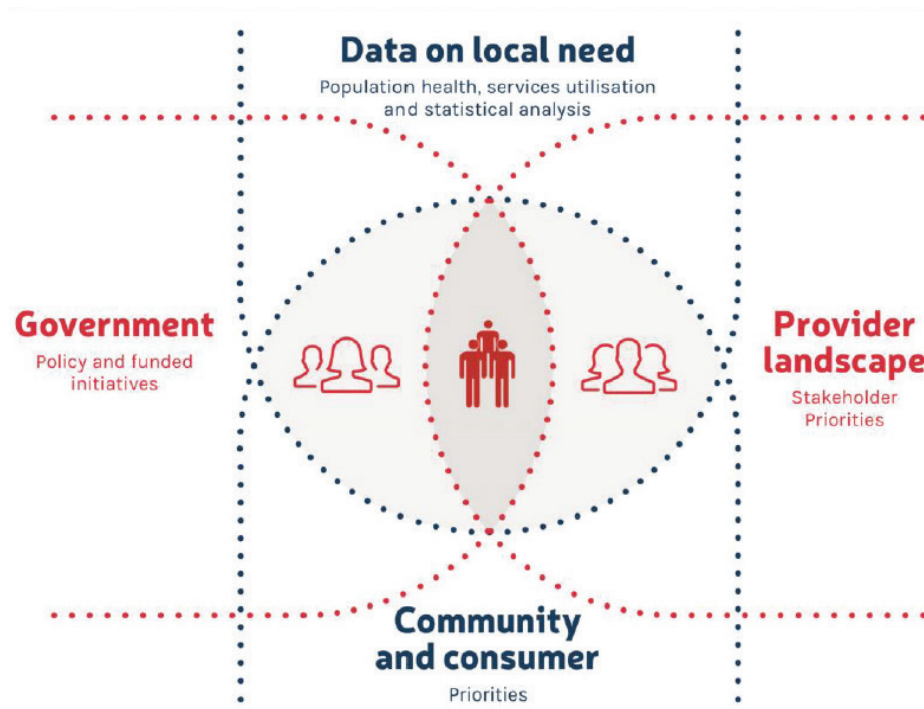 Data on local need
Population health, services utilisation
and statistical analysis
Government
Policy and funded
initiatives
Provider
landscape
Stakeholder
Priorities
Community
and consumer
Priorities